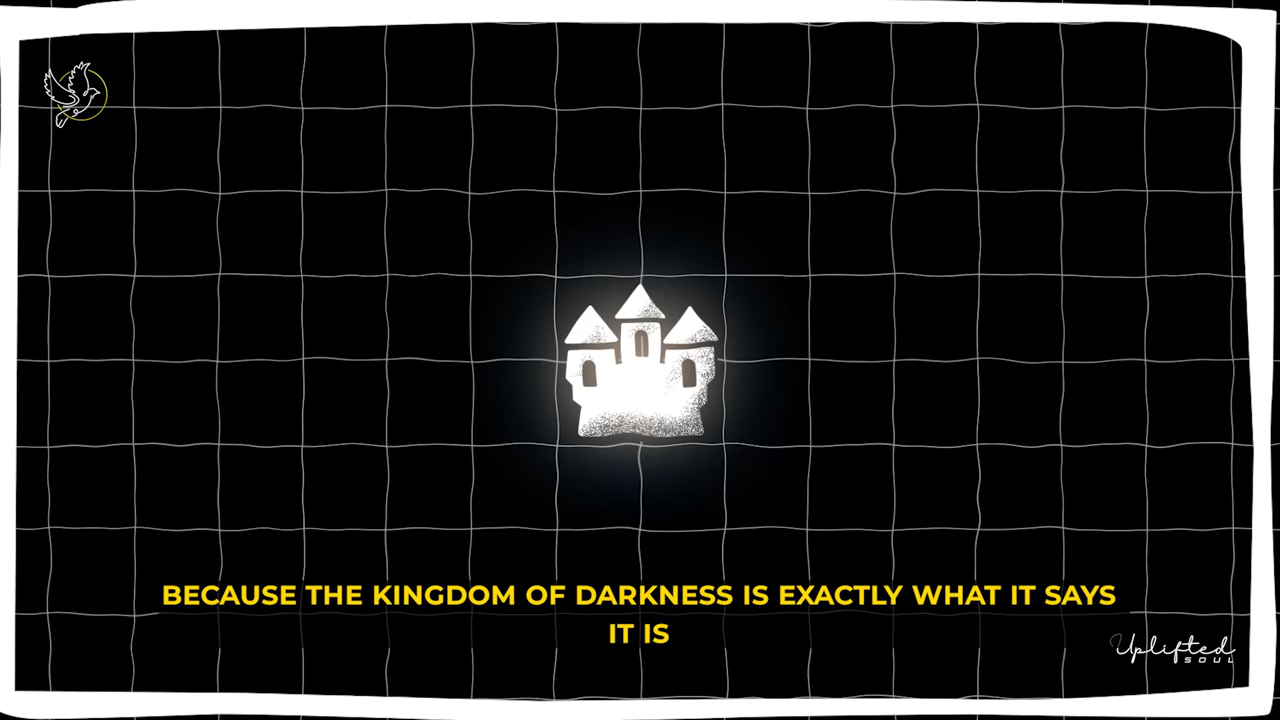 BECAUSE THE KINGDOM OF DARKNESS IS EXACTLY WHAT IT SAYS
IT IS
Uplifted
SOUL